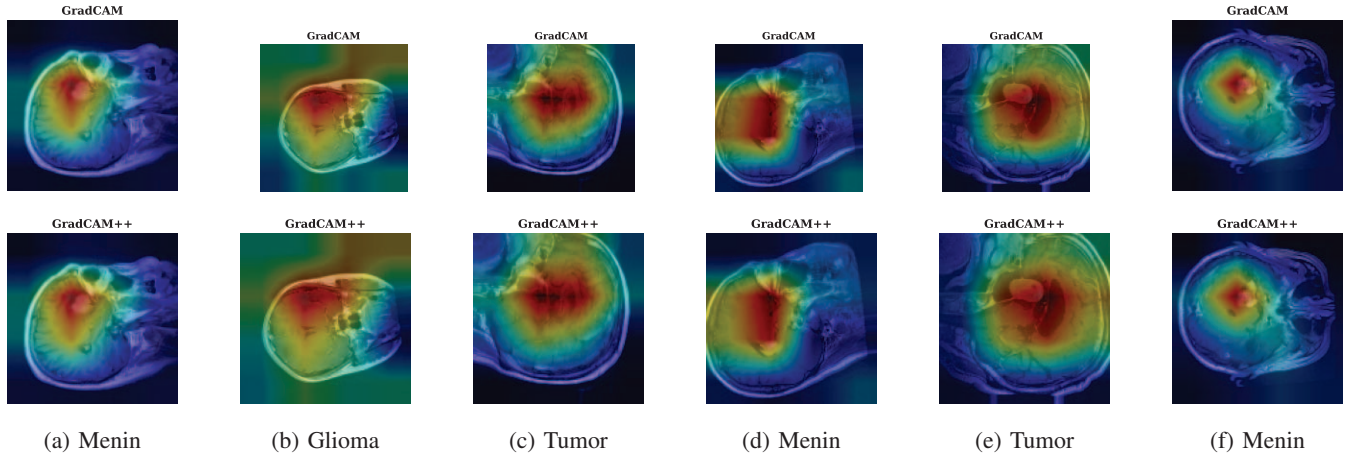 GradCAM GradCAM GradCAM GradCAM GradCAM GradCAM
GradCAM++ GradCAM++ GradCAM++ GradCAM++ GradCAM++ GradCAM++
(a) Menin (b) Glioma (c) Tumor (d) Menin (e) Tumor (f) Menin